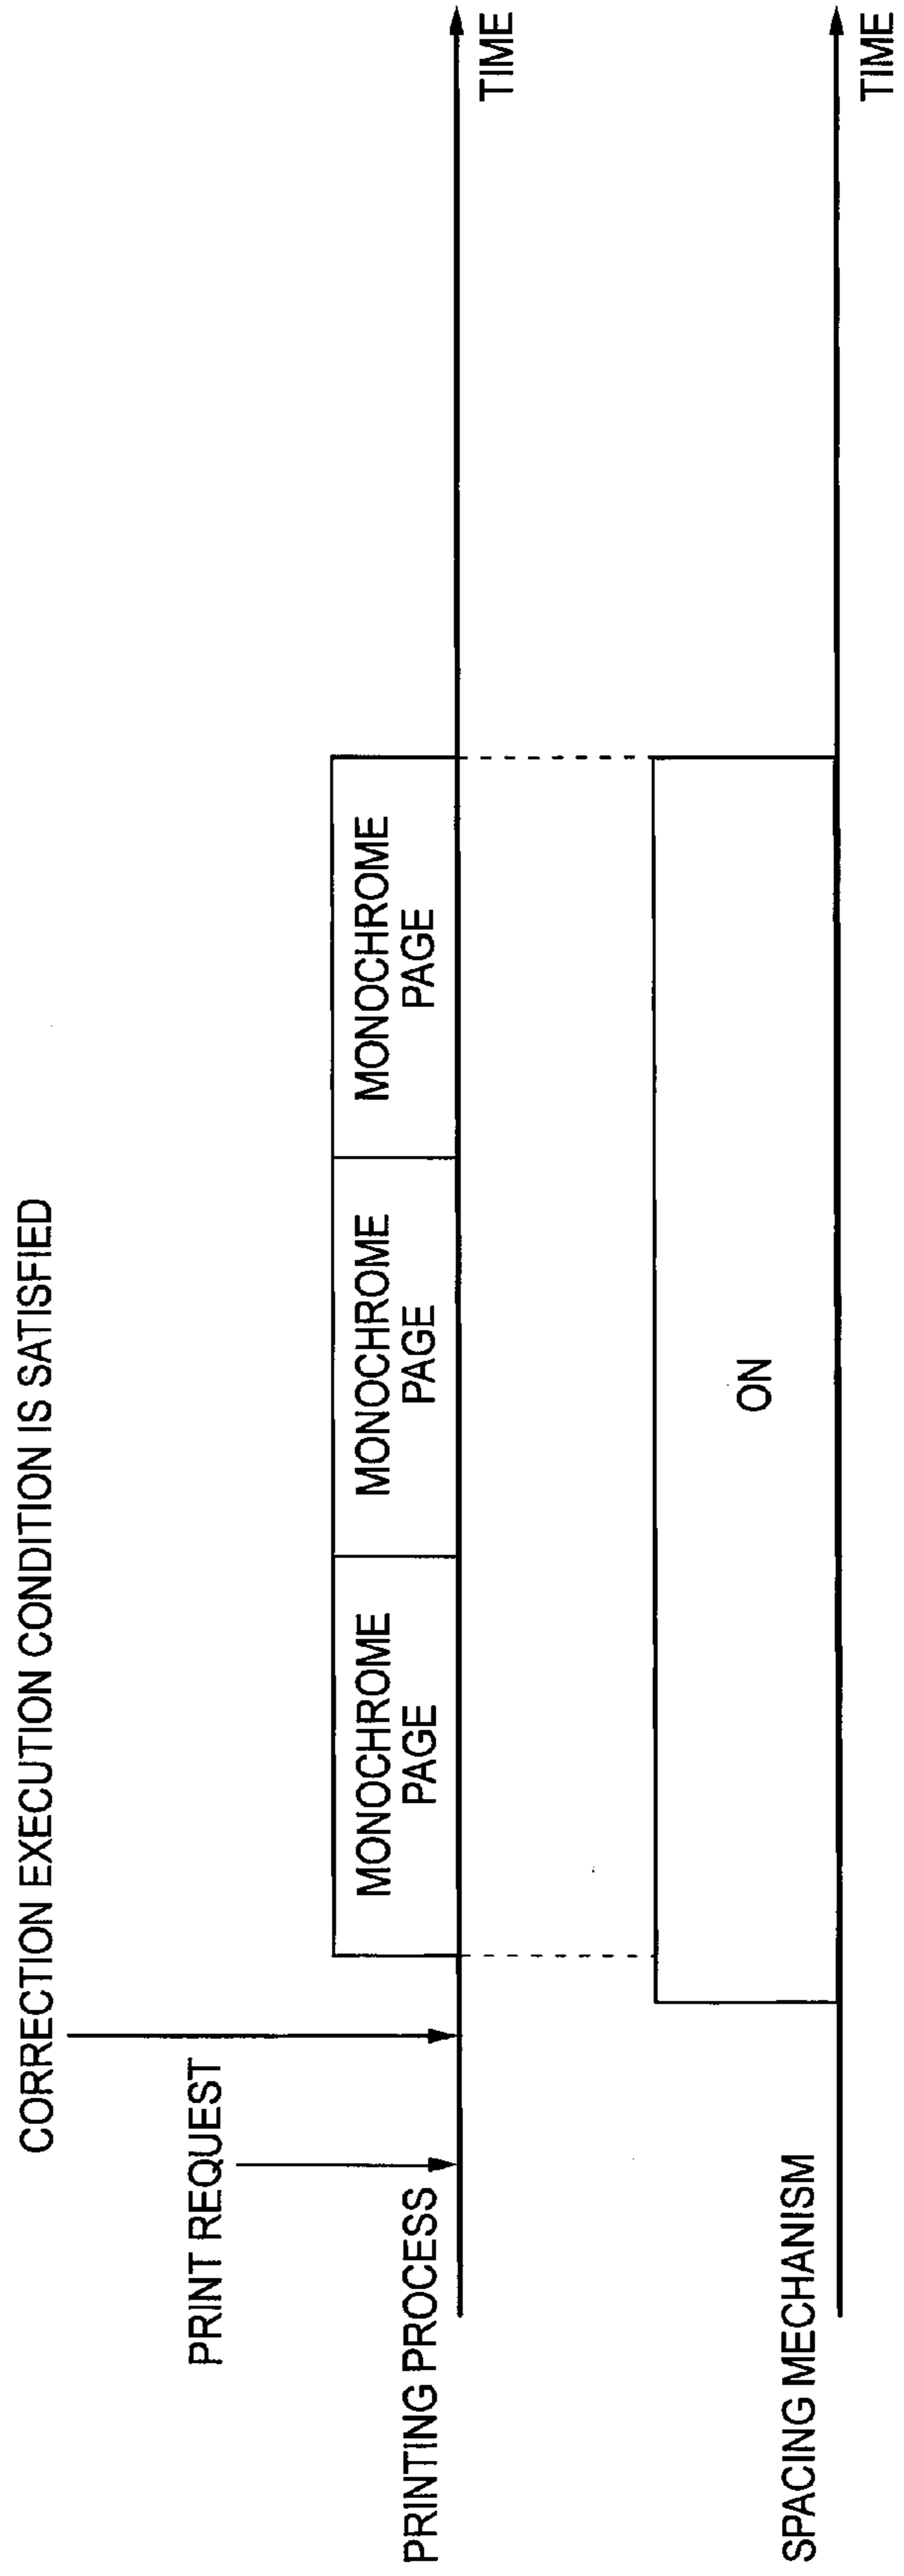 CORRECTION EXECUTION CONDITION IS SATISFIED
PRINT REQUEST
PRINTING PROCESS
MONOCHROME
PAGE
MONOCHROME
PAGE
MONOCHROME
PAGE
TIME
SPACING MECHANISM
ON
TIME